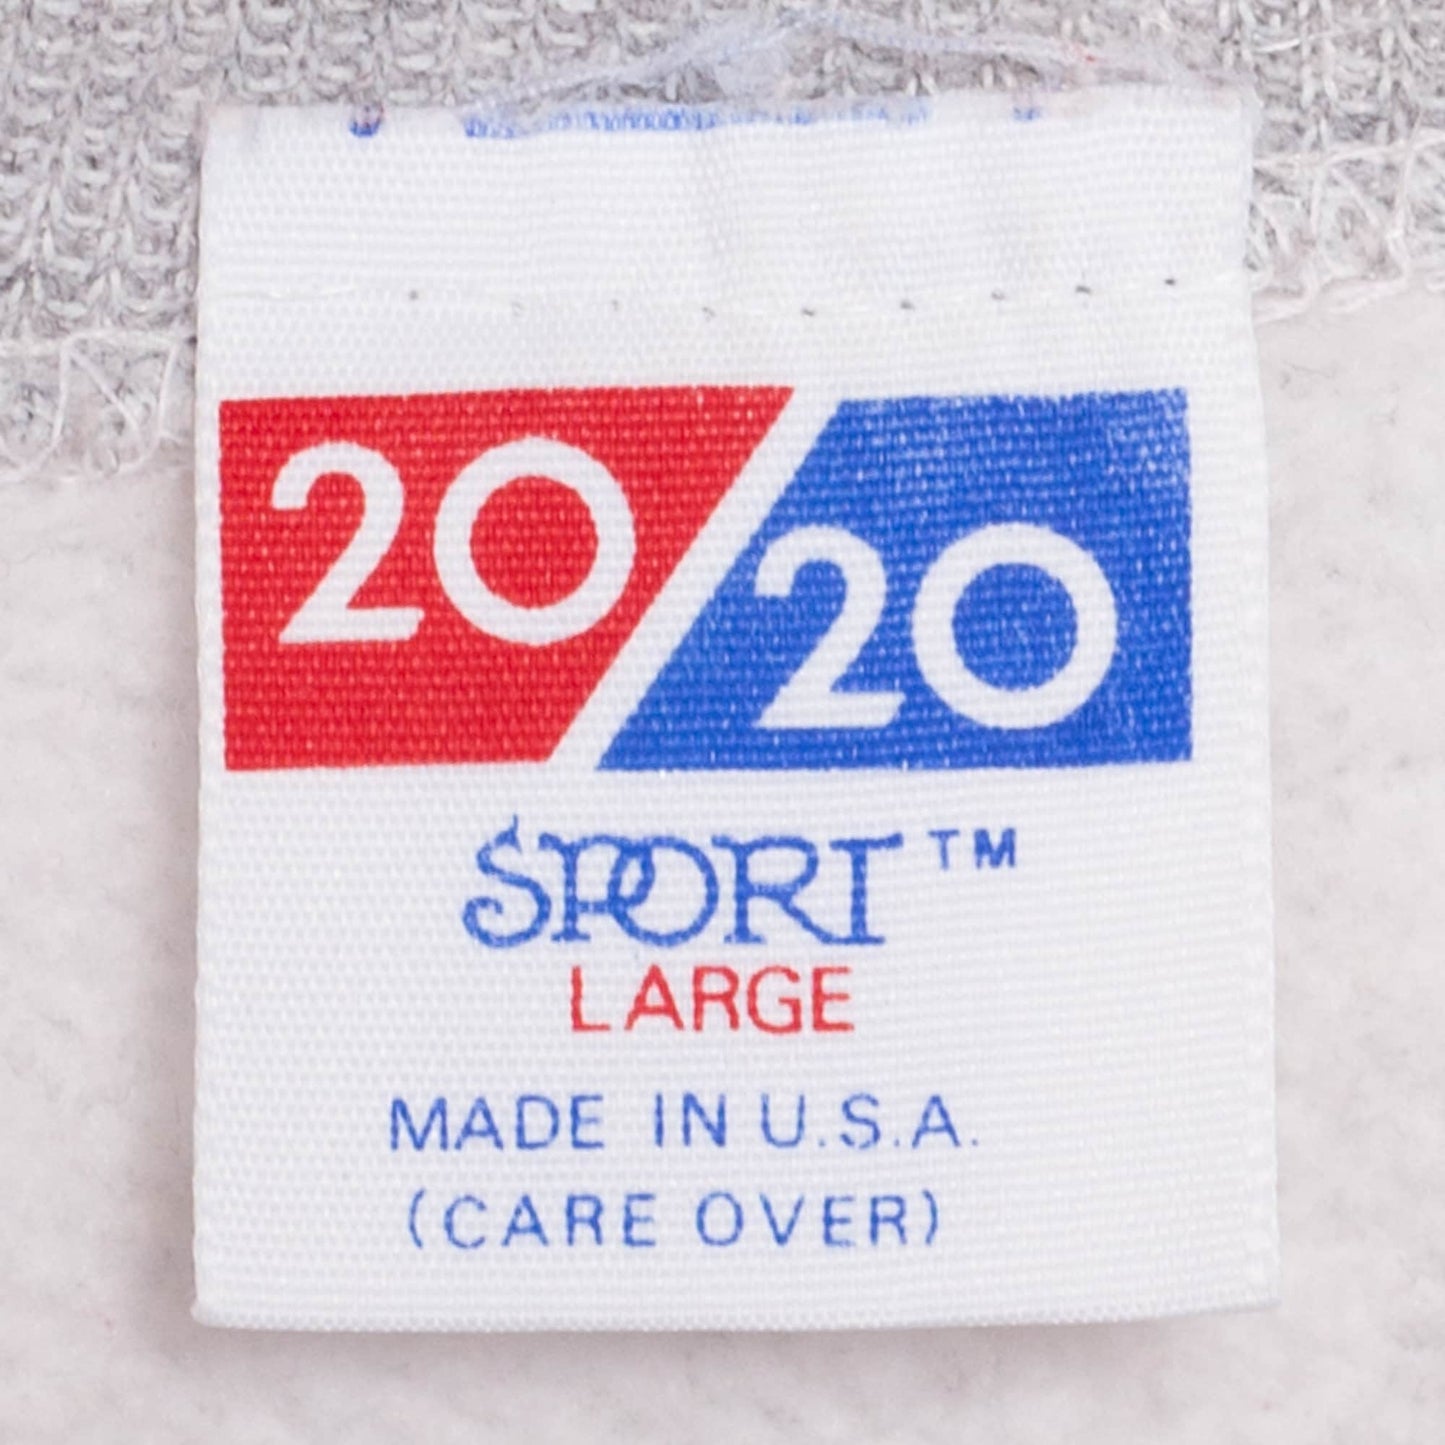 20/20
SPORT™
LARGE
MADE IN U.S.A.
(CARE OVER)